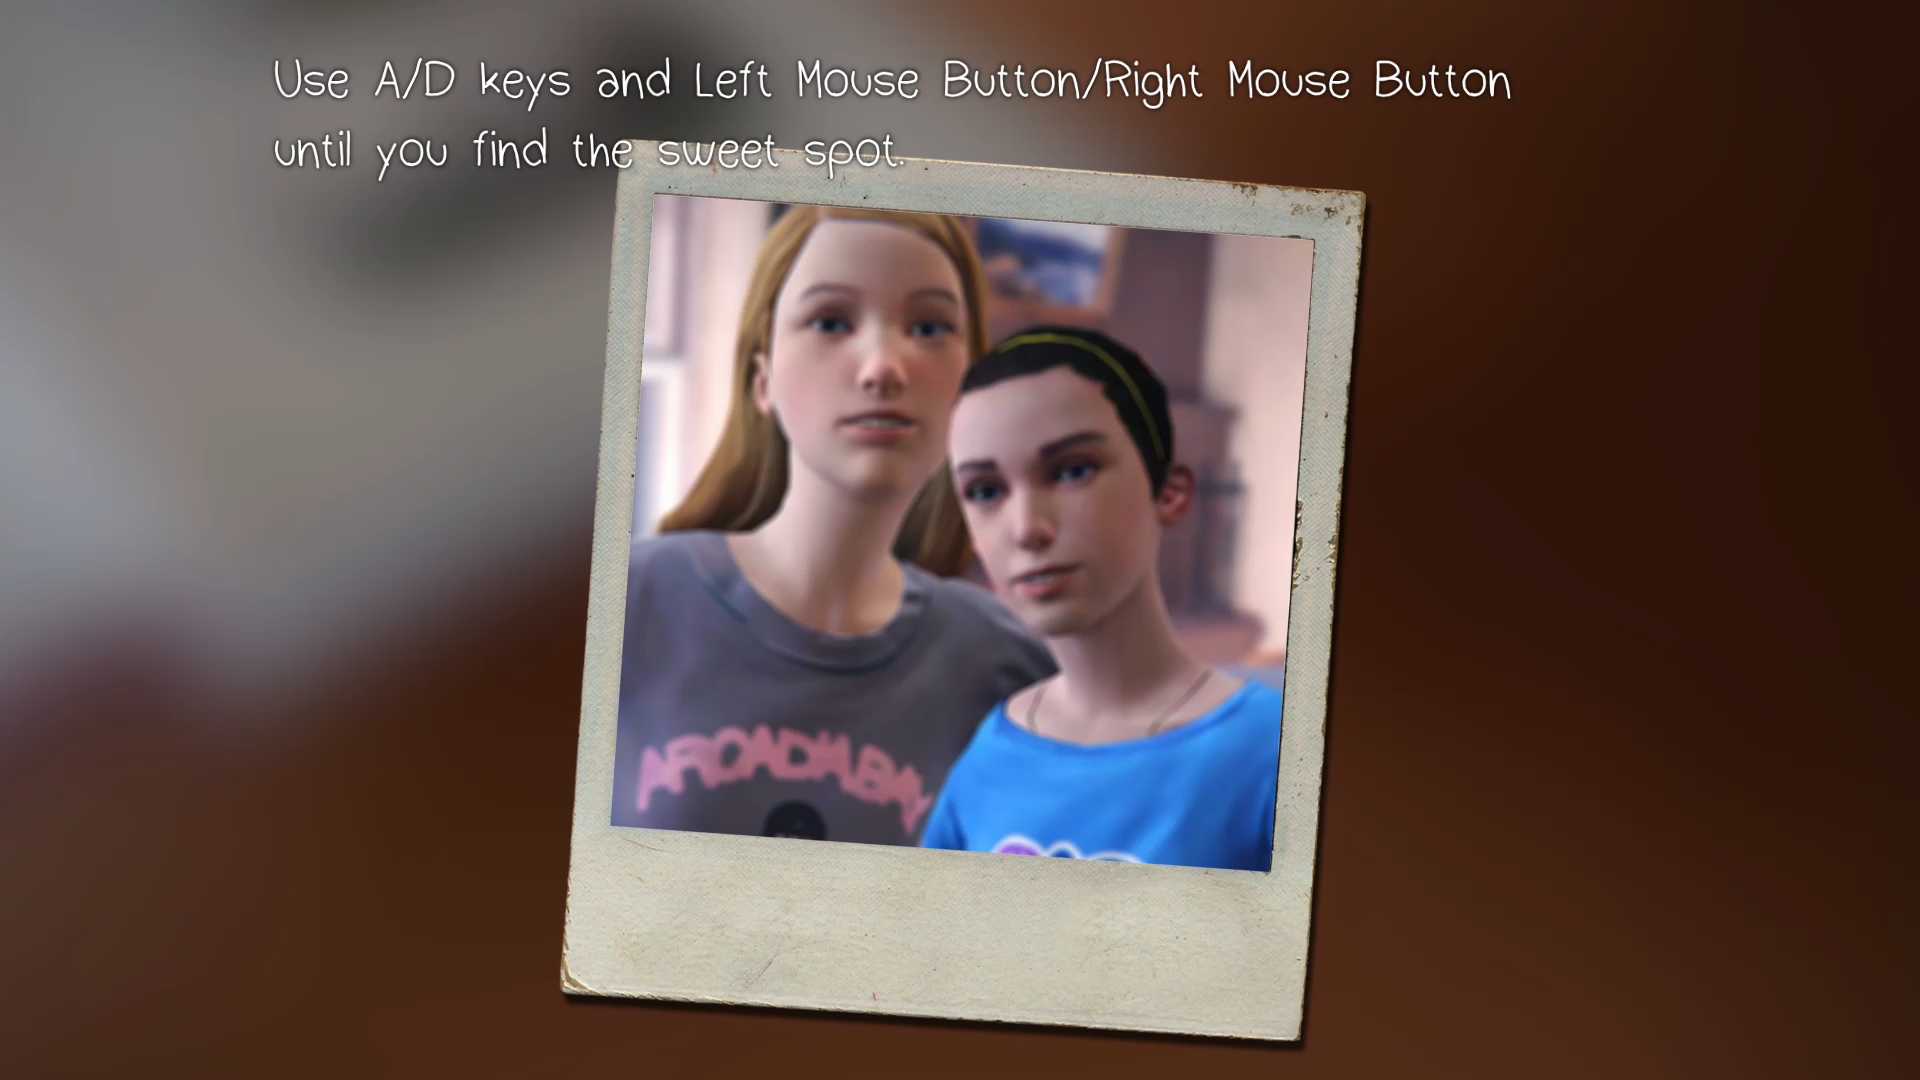 Use A/D keys and Left Mouse Button/Right Mouse Button
until you find the sweet spot.
ARCADIA BAY